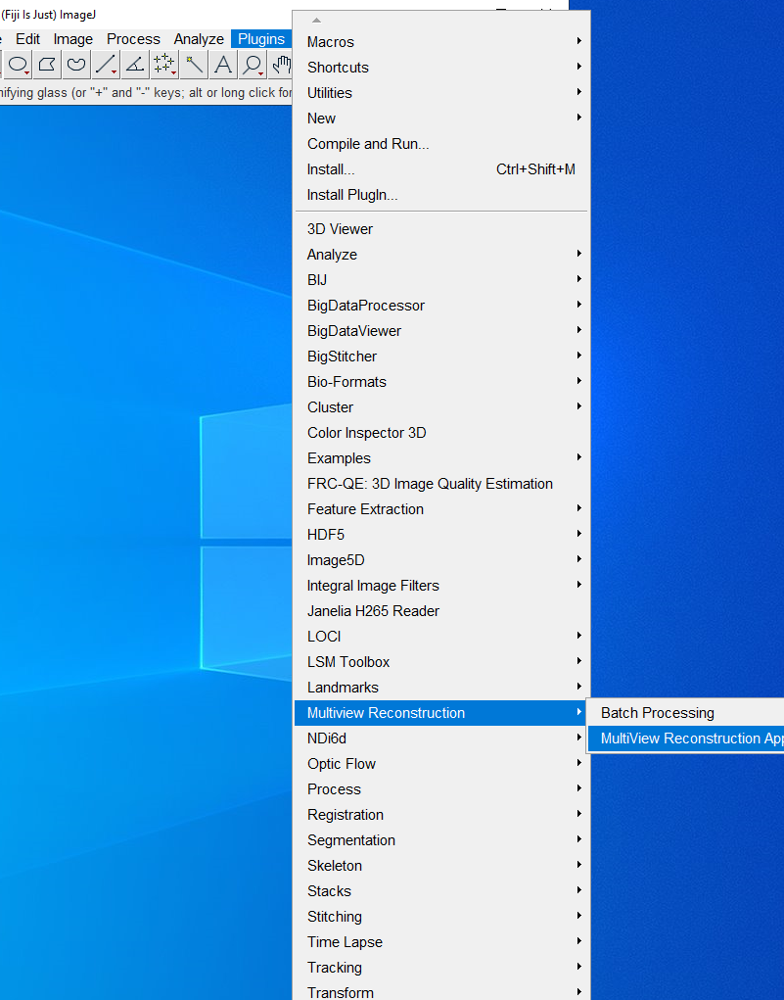 (Fiji Is Just) ImageJ
Edit Image Process Analyze Plugins
(or "+" and "-" keys; alt or long click for
glass
Macros
Shortcuts
Utilities
New
Compile and Run...
Install... Ctrl+Shift+M
Install PlugIn...
3D Viewer
Analyze
BIJ
BigDataProcessor
BigDataViewer
BigStitcher
Bio-Formats
Cluster
Color Inspector 3D
Examples
FRC-QE: 3D Image Quality Estimation
Feature Extraction
HDF5
Image5D
Integral Image Filters
Janelia H265 Reader
LOCI
LSM Toolbox
Landmarks
Multiview Reconstruction
Batch Processing
NDi6d
MultiView Reconstruction App
Optic Flow
Process
Registration
Segmentation
Skeleton
Stacks
Stitching
Time Lapse
Tracking
Transform